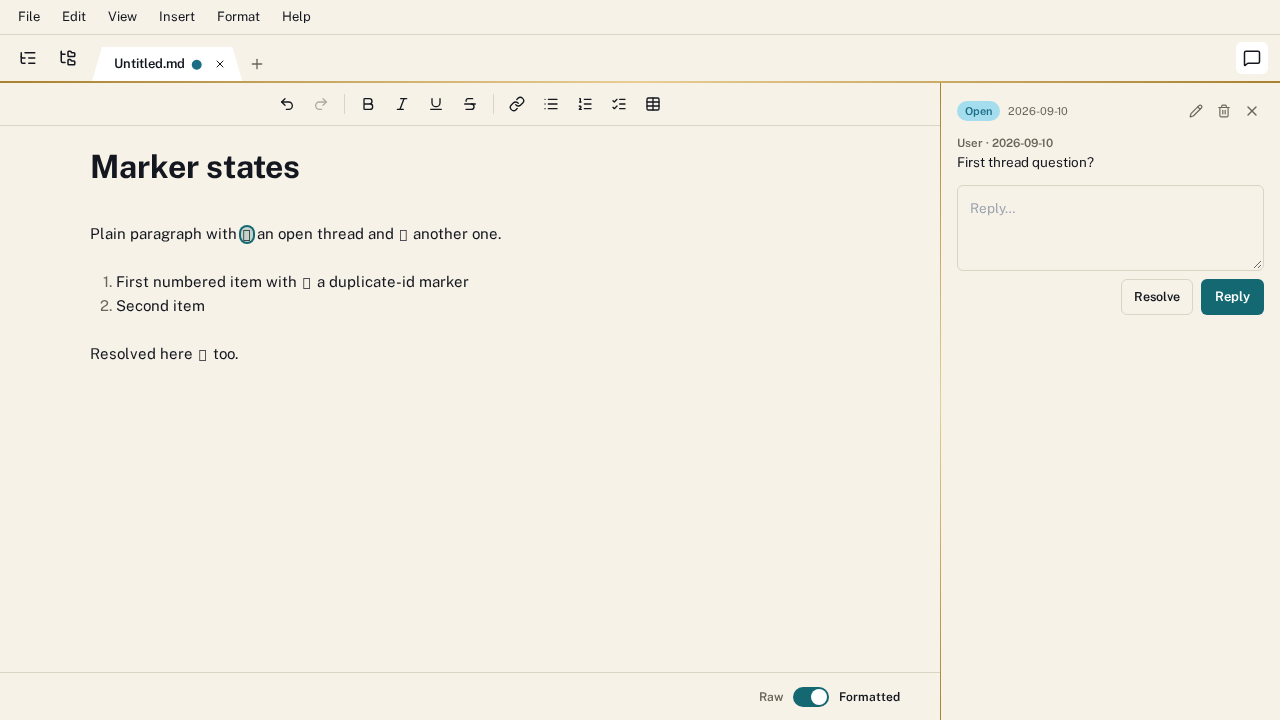 File Edit View Insert Format Help
Untitled.md
Marker states
Plain paragraph with an open thread and another one.
1. First numbered item with a duplicate-id marker
2. Second item
Resolved here too.
Raw Formatted
Open 2026-09-10
User · 2026-09-10
First thread question?
Reply...
Resolve Reply